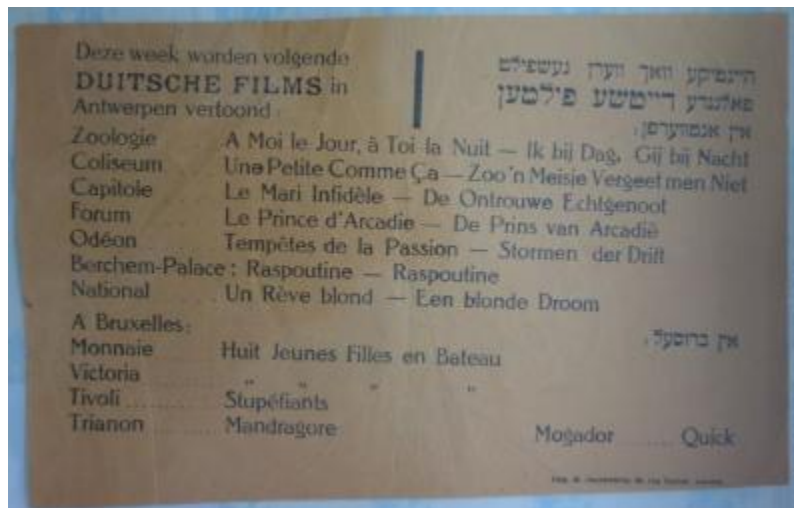 Deze week worden volgende
DUITSCHE FILMS in
Antwerpen vertoond :
היינטיקע וואך ווערן געשפילט
פאלגנדע דייטשע פילמען
אין אנטווערפן:
Zoologie A Moi le Jour, à Toi la Nuit — Ik bij Dag, Gij bij Nacht
Coliseum Une Petite Comme Ça — Zoo'n Meisje Vergeet men Niet
Capitole Le Mari Infidèle — De Ontrouwe Echtgenoot
Forum Le Prince d'Arcadie — De Prins van Arcadië
Odéon Tempêtes de la Passion — Stormen der Drift
Berchem-Palace : Raspoutine — Raspoutine
National Un Rêve blond — Een blonde Droom
A Bruxelles: אין בריסעל:
Monnaie Huit Jeunes Filles en Bateau
Victoria „ „ „ „
Tivoli ........ Stupéfiants
Trianon ...... Mandragore Mogador ...... Quick